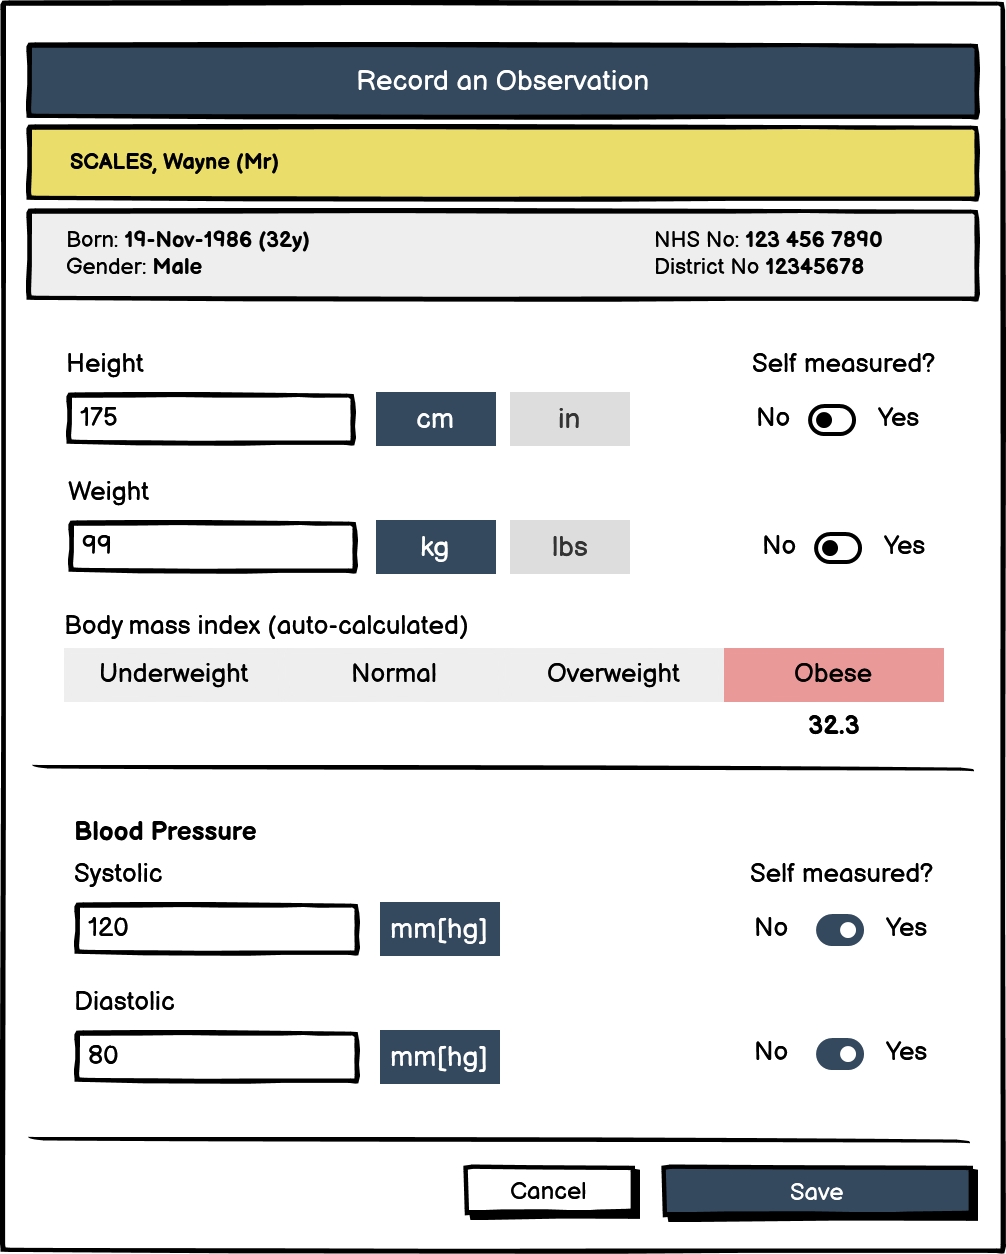 Record an Observation
SCALES, Wayne (Mr)
Born: 19-Nov-1986 (32y) NHS No: 123 456 7890
Gender: Male District No 12345678
Height Self measured?
175 cm in No Yes
Weight
99 kg lbs No Yes
Body mass index (auto-calculated)
Underweight Normal Overweight Obese
32.3
Blood Pressure
Systolic Self measured?
120 mm[hg] No Yes
Diastolic
80 mm[hg] No Yes
Cancel Save